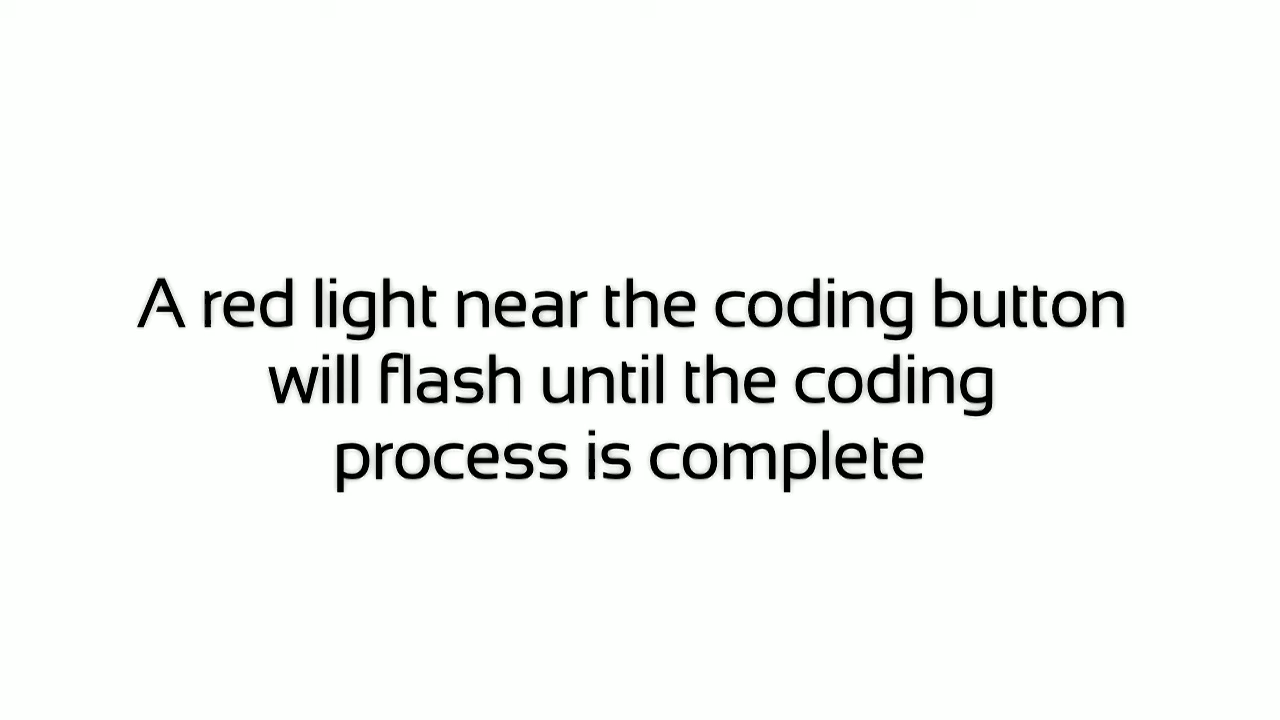 A red light near the coding button
will flash until the coding
process is complete